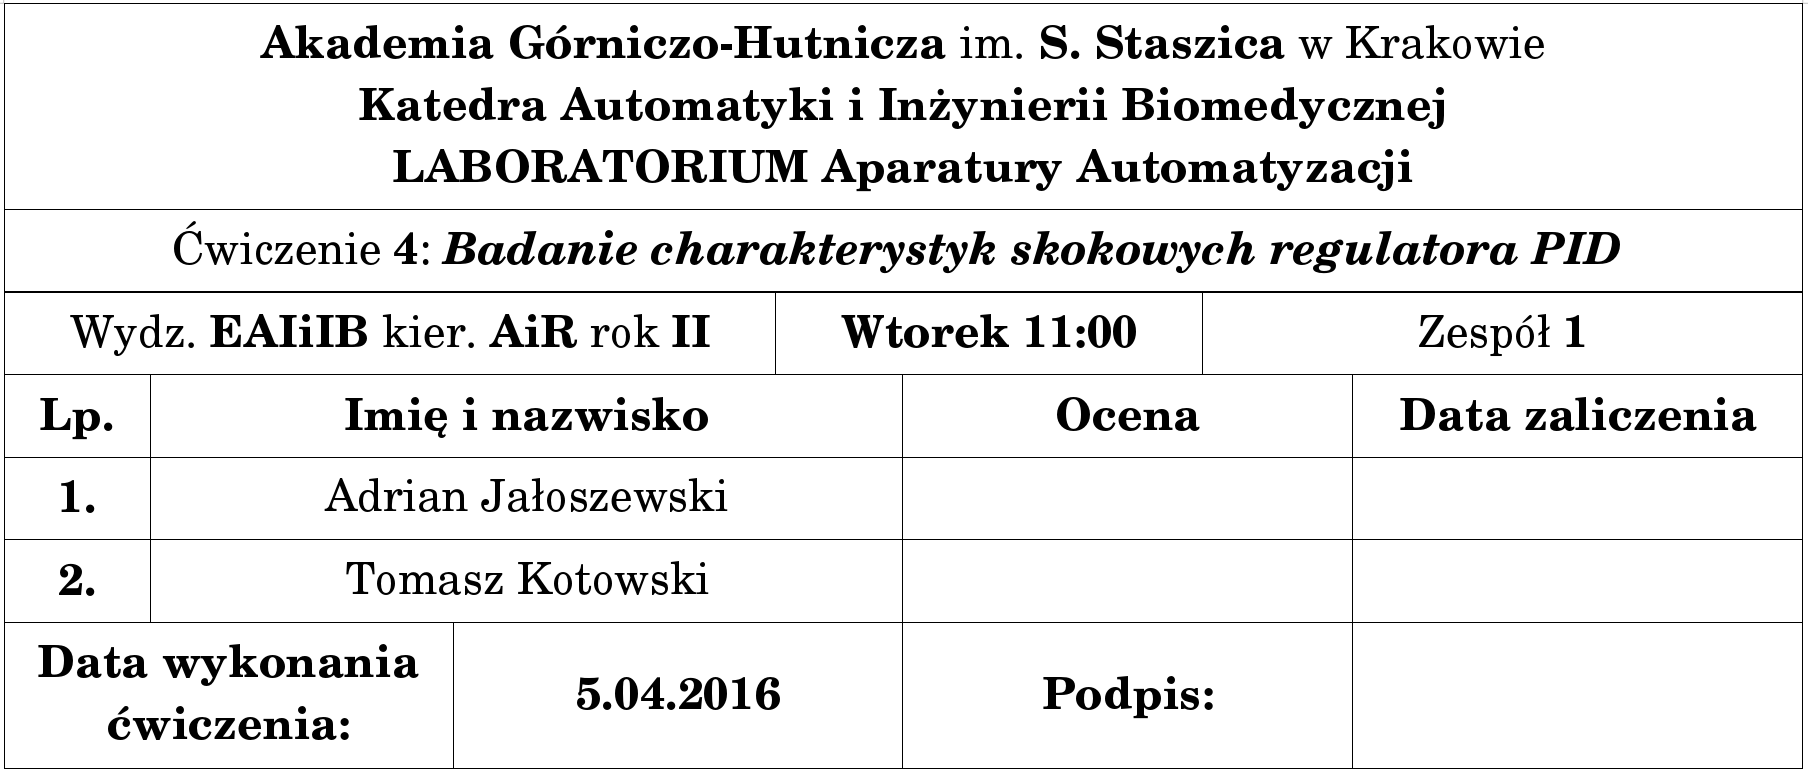 Akademia Górniczo-Hutnicza im. S. Staszica w Krakowie
Katedra Automatyki i Inżynierii Biomedycznej
LABORATORIUM Aparatury Automatyzacji
Ćwiczenie 4: Badanie charakterystyk skokowych regulatora PID
Wydz. EAIiIB kier. AiR rok II Wtorek 11:00 Zespół 1
Lp. Imię i nazwisko Ocena Data zaliczenia
1. Adrian Jałoszewski
2. Tomasz Kotowski
Data wykonania
ćwiczenia:
5.04.2016 Podpis: